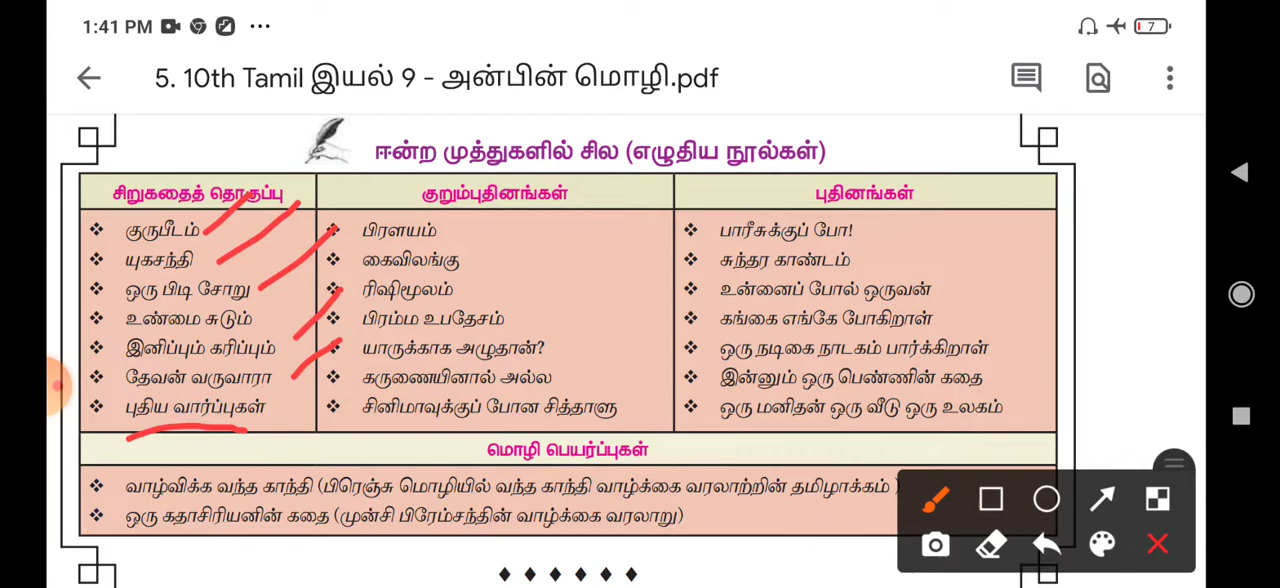 1:41 PM
7
5. 10th Tamil இயல் 9 - அன்பின் மொழி.pdf
ஈன்ற முத்துகளில் சில (எழுதிய நூல்கள்)
சிறுகதைத் தொகுப்பு குறும்புதினங்கள் புதினங்கள்
❖ குருபீடம் ❖ பிரளயம் ❖ பாரீசுக்குப் போ!
❖ யுகசந்தி ❖ கைவிலங்கு ❖ சுந்தர காண்டம்
❖ ஒரு பிடி சோறு ❖ ரிஷிமூலம் ❖ உன்னைப் போல் ஒருவன்
❖ உண்மை சுடும் ❖ பிரம்ம உபதேசம் ❖ கங்கை எங்கே போகிறாள்
❖ இனிப்பும் கரிப்பும் ❖ யாருக்காக அழுதான்? ❖ ஒரு நடிகை நாடகம் பார்க்கிறாள்
❖ தேவன் வருவாரா ❖ கருணையினால் அல்ல ❖ இன்னும் ஒரு பெண்ணின் கதை
❖ புதிய வார்ப்புகள் ❖ சினிமாவுக்குப் போன சித்தாளு ❖ ஒரு மனிதன் ஒரு வீடு ஒரு உலகம்
மொழி பெயர்ப்புகள்
❖ வாழ்விக்க வந்த காந்தி (பிரெஞ்சு மொழியில் வந்த காந்தி வாழ்க்கை வரலாற்றின் தமிழாக்கம் )
❖ ஒரு கதாசிரியனின் கதை (முன்சி பிரேம்சந்தின் வாழ்க்கை வரலாறு)